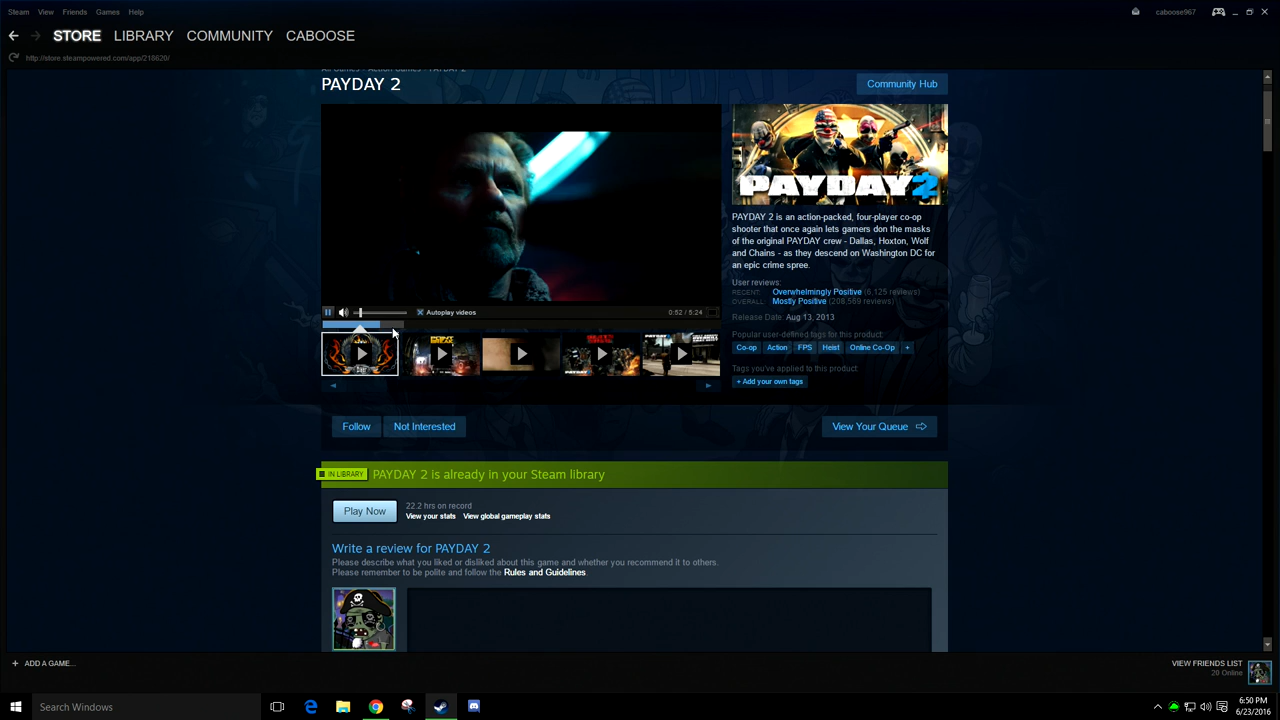 Steam View Friends Games Help
caboose967
STORE LIBRARY COMMUNITY CABOOSE
http://store.steampowered.com/app/218620/
All Games > Action Games > PAYDAY 2
PAYDAY 2
Community Hub
PAYDAY 2
PAYDAY 2 is an action-packed, four-player co-op
shooter that once again lets gamers don the masks
of the original PAYDAY crew - Dallas, Hoxton, Wolf
and Chains - as they descend on Washington DC for
an epic crime spree.
User reviews:
RECENT: Overwhelmingly Positive (6,125 reviews)
OVERALL: Mostly Positive (208,569 reviews)
Release Date: Aug 13, 2013
Popular user-defined tags for this product:
Co-op Action FPS Heist Online Co-Op +
Tags you've applied to this product:
+ Add your own tags
Autoplay videos
0:52 / 5:24
Follow Not Interested
View Your Queue
IN LIBRARY PAYDAY 2 is already in your Steam library
Play Now
22.2 hrs on record
View your stats View global gameplay stats
Write a review for PAYDAY 2
Please describe what you liked or disliked about this game and whether you recommend it to others.
Please remember to be polite and follow the Rules and Guidelines.
+ ADD A GAME...
VIEW FRIENDS LIST
20 Online
Search Windows
6:50 PM
6/23/2016